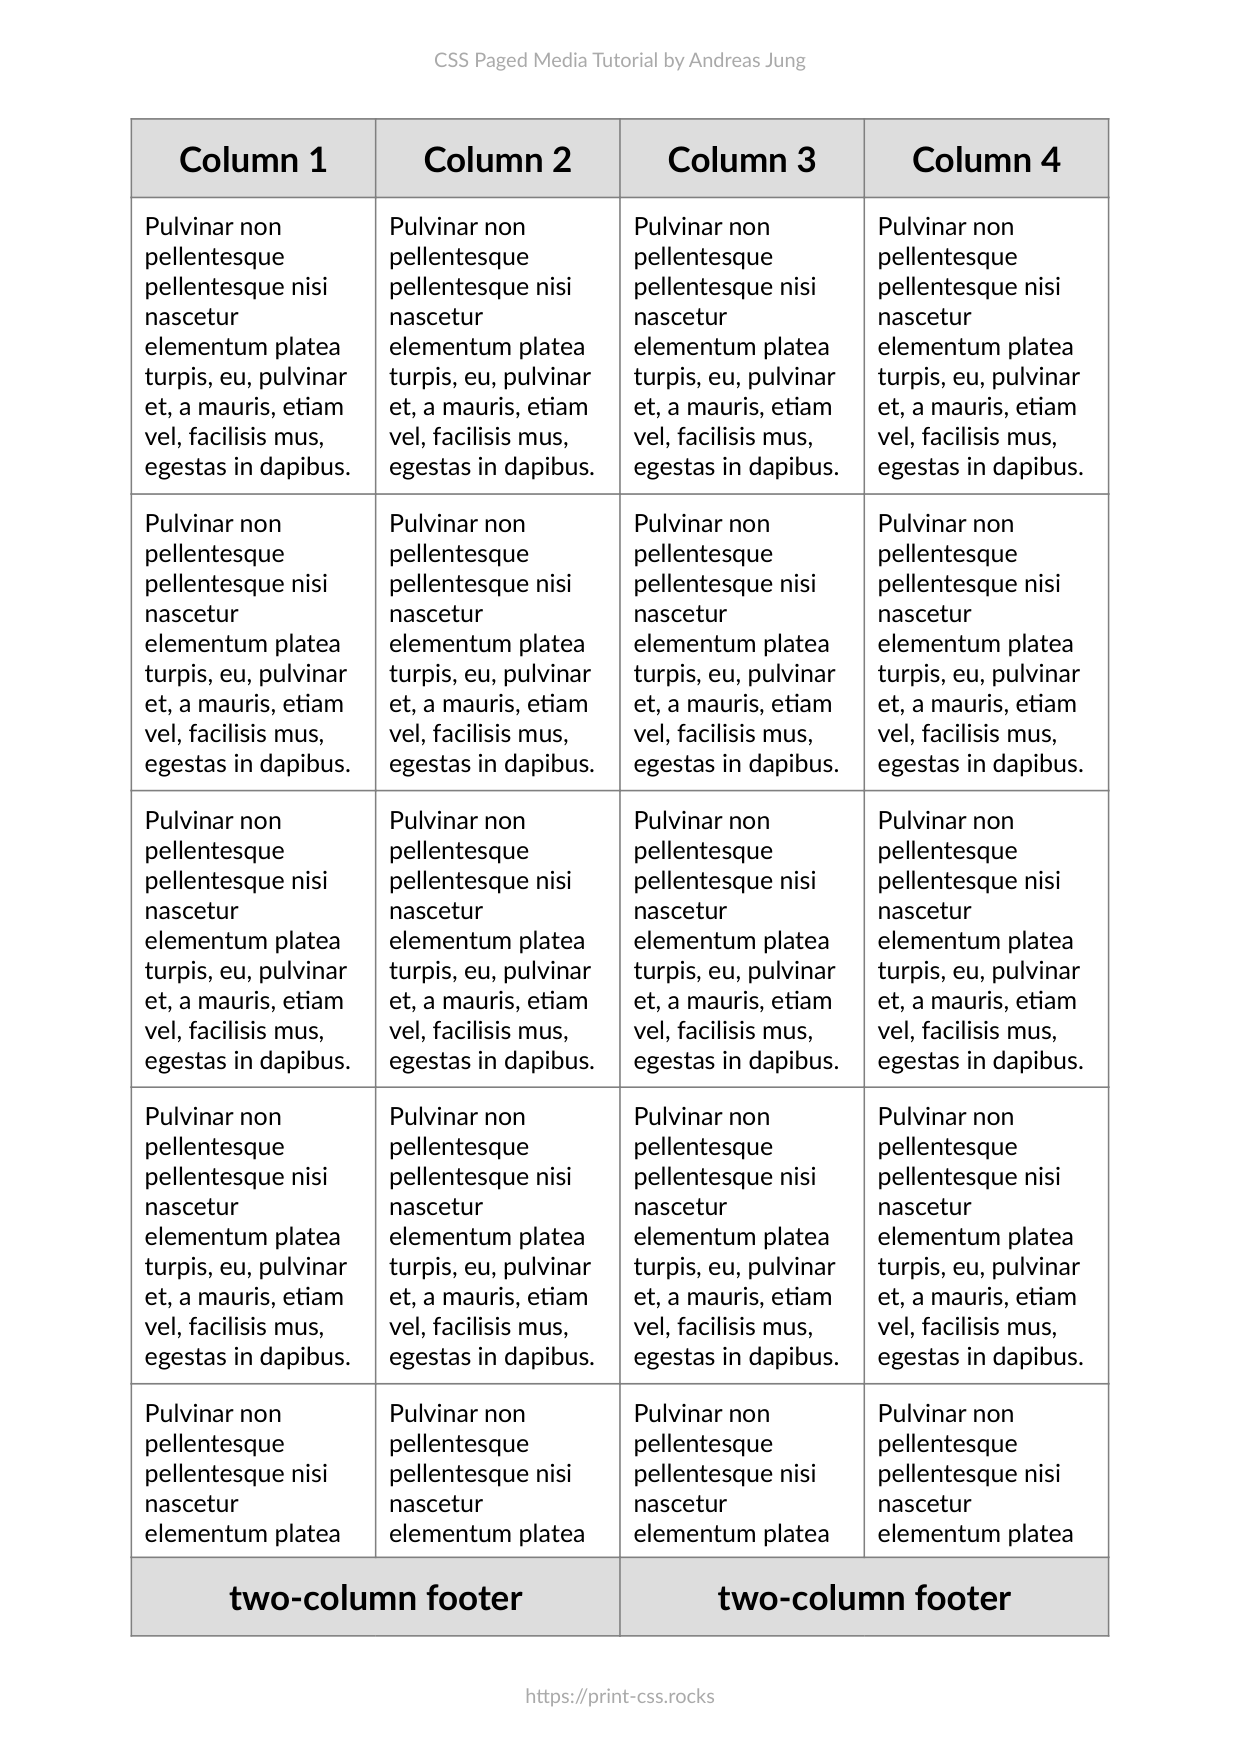 CSS Paged Media Tutorial by Andreas Jung
Column 1 Column 2 Column 3 Column 4
Pulvinar non
pellentesque
pellentesque nisi
nascetur
elementum platea
turpis, eu, pulvinar
et, a mauris, etiam
vel, facilisis mus,
egestas in dapibus.
Pulvinar non
pellentesque
pellentesque nisi
nascetur
elementum platea
turpis, eu, pulvinar
et, a mauris, etiam
vel, facilisis mus,
egestas in dapibus.
Pulvinar non
pellentesque
pellentesque nisi
nascetur
elementum platea
turpis, eu, pulvinar
et, a mauris, etiam
vel, facilisis mus,
egestas in dapibus.
Pulvinar non
pellentesque
pellentesque nisi
nascetur
elementum platea
turpis, eu, pulvinar
et, a mauris, etiam
vel, facilisis mus,
egestas in dapibus.
Pulvinar non
pellentesque
pellentesque nisi
nascetur
elementum platea
turpis, eu, pulvinar
et, a mauris, etiam
vel, facilisis mus,
egestas in dapibus.
Pulvinar non
pellentesque
pellentesque nisi
nascetur
elementum platea
turpis, eu, pulvinar
et, a mauris, etiam
vel, facilisis mus,
egestas in dapibus.
Pulvinar non
pellentesque
pellentesque nisi
nascetur
elementum platea
turpis, eu, pulvinar
et, a mauris, etiam
vel, facilisis mus,
egestas in dapibus.
Pulvinar non
pellentesque
pellentesque nisi
nascetur
elementum platea
turpis, eu, pulvinar
et, a mauris, etiam
vel, facilisis mus,
egestas in dapibus.
Pulvinar non
pellentesque
pellentesque nisi
nascetur
elementum platea
turpis, eu, pulvinar
et, a mauris, etiam
vel, facilisis mus,
egestas in dapibus.
Pulvinar non
pellentesque
pellentesque nisi
nascetur
elementum platea
turpis, eu, pulvinar
et, a mauris, etiam
vel, facilisis mus,
egestas in dapibus.
Pulvinar non
pellentesque
pellentesque nisi
nascetur
elementum platea
turpis, eu, pulvinar
et, a mauris, etiam
vel, facilisis mus,
egestas in dapibus.
Pulvinar non
pellentesque
pellentesque nisi
nascetur
elementum platea
turpis, eu, pulvinar
et, a mauris, etiam
vel, facilisis mus,
egestas in dapibus.
Pulvinar non
pellentesque
pellentesque nisi
nascetur
elementum platea
turpis, eu, pulvinar
et, a mauris, etiam
vel, facilisis mus,
egestas in dapibus.
Pulvinar non
pellentesque
pellentesque nisi
nascetur
elementum platea
turpis, eu, pulvinar
et, a mauris, etiam
vel, facilisis mus,
egestas in dapibus.
Pulvinar non
pellentesque
pellentesque nisi
nascetur
elementum platea
turpis, eu, pulvinar
et, a mauris, etiam
vel, facilisis mus,
egestas in dapibus.
Pulvinar non
pellentesque
pellentesque nisi
nascetur
elementum platea
turpis, eu, pulvinar
et, a mauris, etiam
vel, facilisis mus,
egestas in dapibus.
Pulvinar non
pellentesque
pellentesque nisi
nascetur
elementum platea
Pulvinar non
pellentesque
pellentesque nisi
nascetur
elementum platea
Pulvinar non
pellentesque
pellentesque nisi
nascetur
elementum platea
Pulvinar non
pellentesque
pellentesque nisi
nascetur
elementum platea
two-column footer two-column footer
https://print-css.rocks